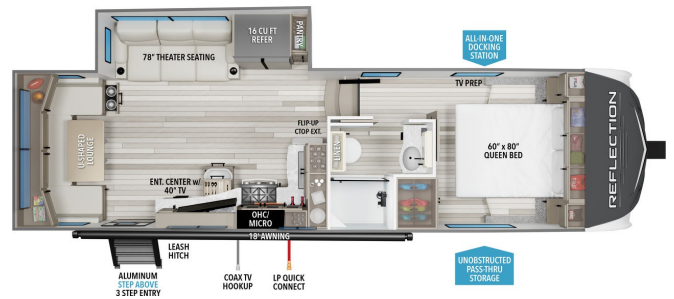 16 CU FT
REFER
PANTRY
78" THEATER SEATING
ALL-IN-ONE
DOCKING
STATION
TV PREP
REFLECTION
FLIP-UP
CTOP EXT.
LINEN
60" x 80"
QUEEN BED
U-SHAPED
LOUNGE
ENT. CENTER w/
40" TV
OHC/
MICRO
18' AWNING
LEASH
HITCH
ALUMINUM
STEP ABOVE
3 STEP ENTRY
COAX TV
HOOKUP
LP QUICK
CONNECT
UNOBSTRUCTED
PASS-THRU
STORAGE